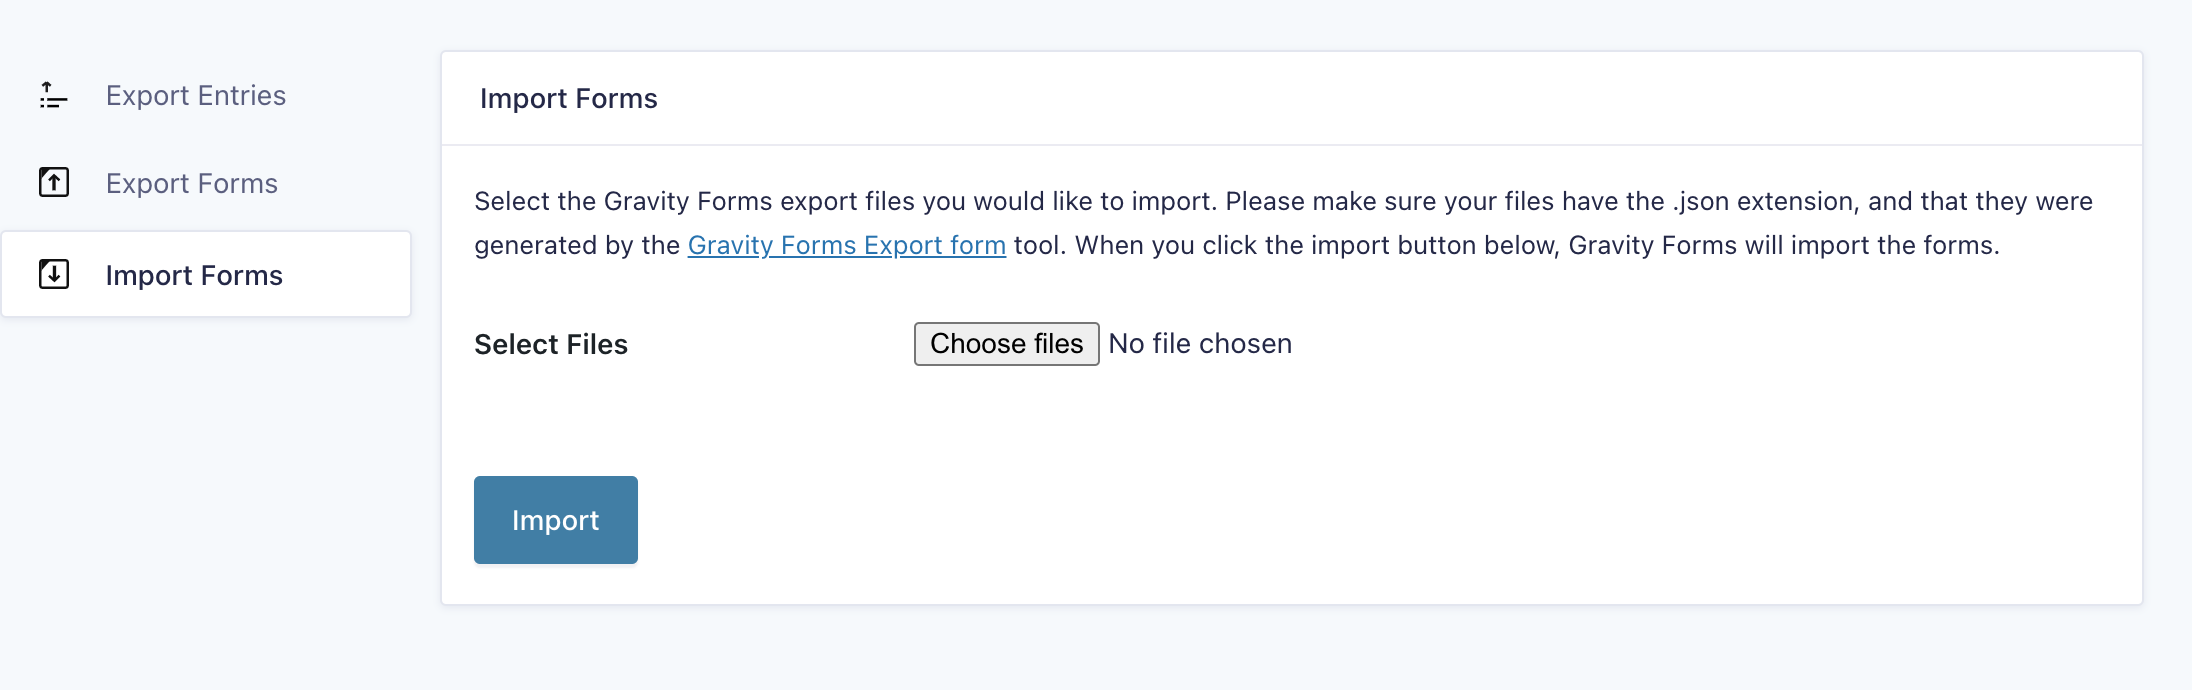 Export Entries
Export Forms
Import Forms
Import Forms
Select the Gravity Forms export files you would like to import. Please make sure your files have the .json extension, and that they were
generated by the Gravity Forms Export form tool. When you click the import button below, Gravity Forms will import the forms.
Select Files
Choose files No file chosen
Import